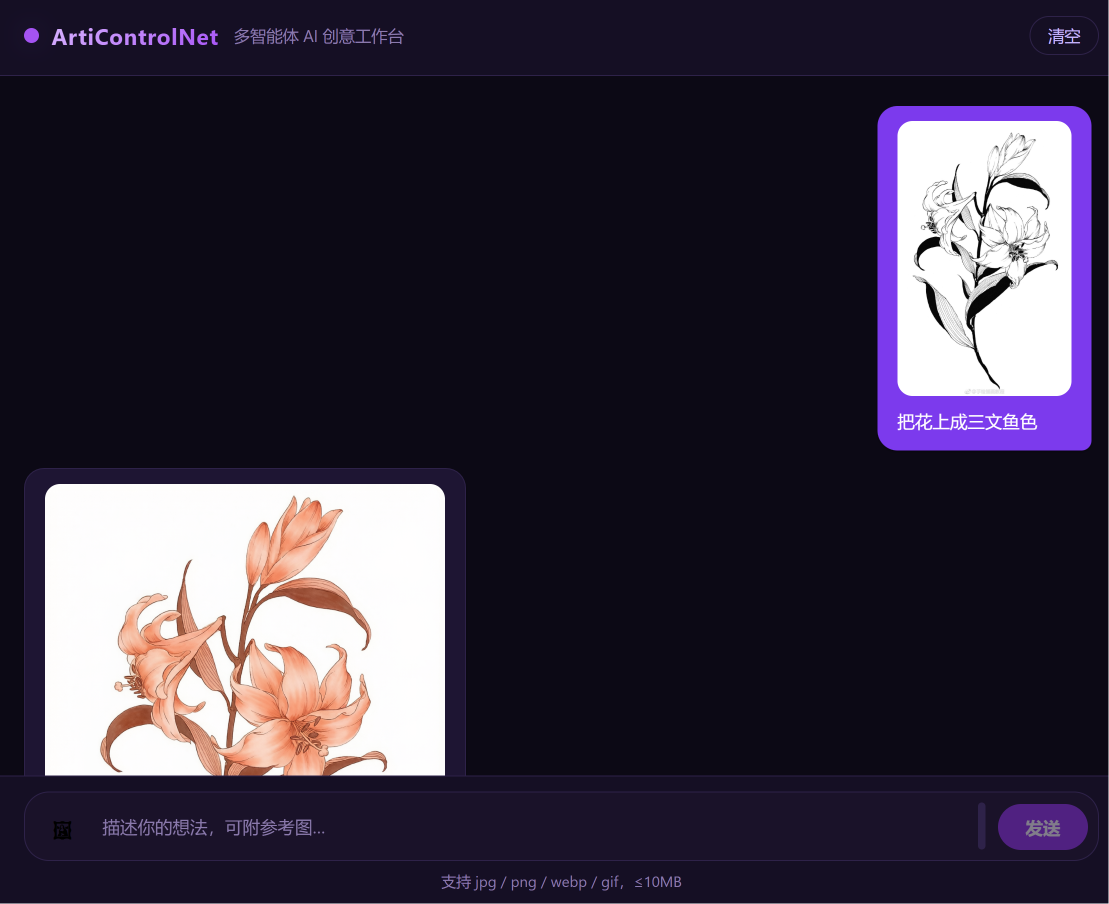 ArtiControlNet 多智能体 AI 创意工作台
清空
把花上成三文鱼色
描述你的想法，可附参考图...
发送
支持 jpg / png / webp / gif，≤10MB